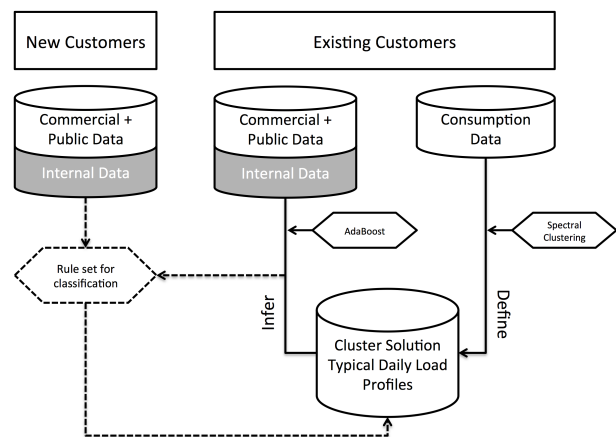 New Customers
Existing Customers
Commercial +
Public Data
Internal Data
Commercial +
Public Data
Internal Data
Consumption
Data
AdaBoost
Spectral
Clustering
Rule set for
classification
Infer
Define
Cluster Solution
Typical Daily Load
Profiles